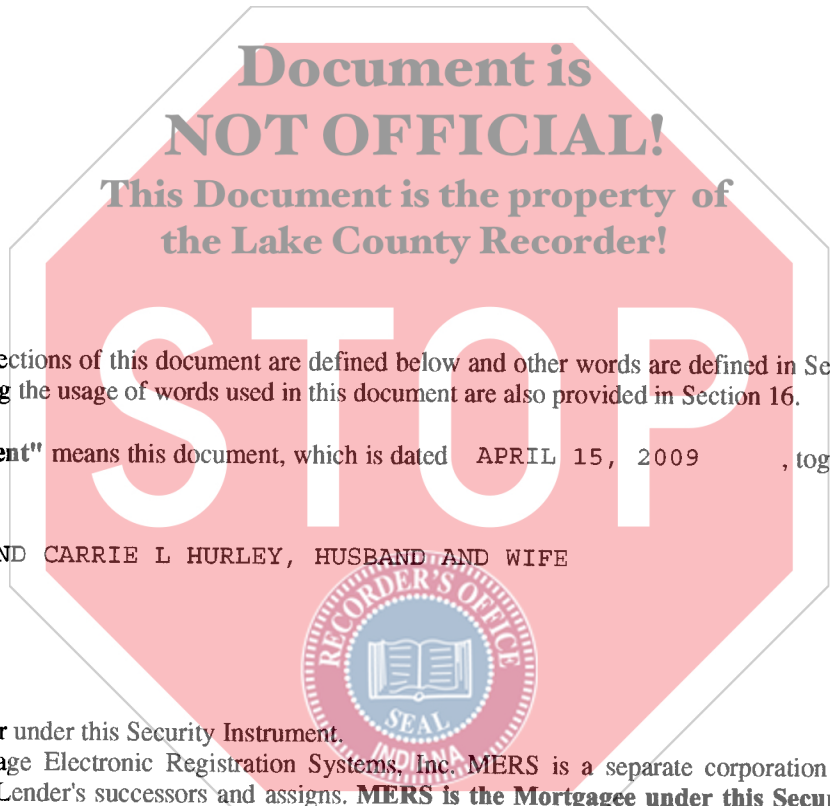 Document is
NOT OFFICIAL!
This Document is the property of
the Lake County Recorder!
STOP
ections of this document are defined below and other words are defined in Se
g the usage of words used in this document are also provided in Section 16.
ent" means this document, which is dated APRIL 15, 2009 , tog
ND CARRIE L HURLEY, HUSBAND AND WIFE
RECORDER'S OFFICE
SEAL
INDIANA
r under this Security Instrument.
age Electronic Registration Systems, Inc. MERS is a separate corporation
Lender's successors and assigns. MERS is the Mortgagee under this Secur